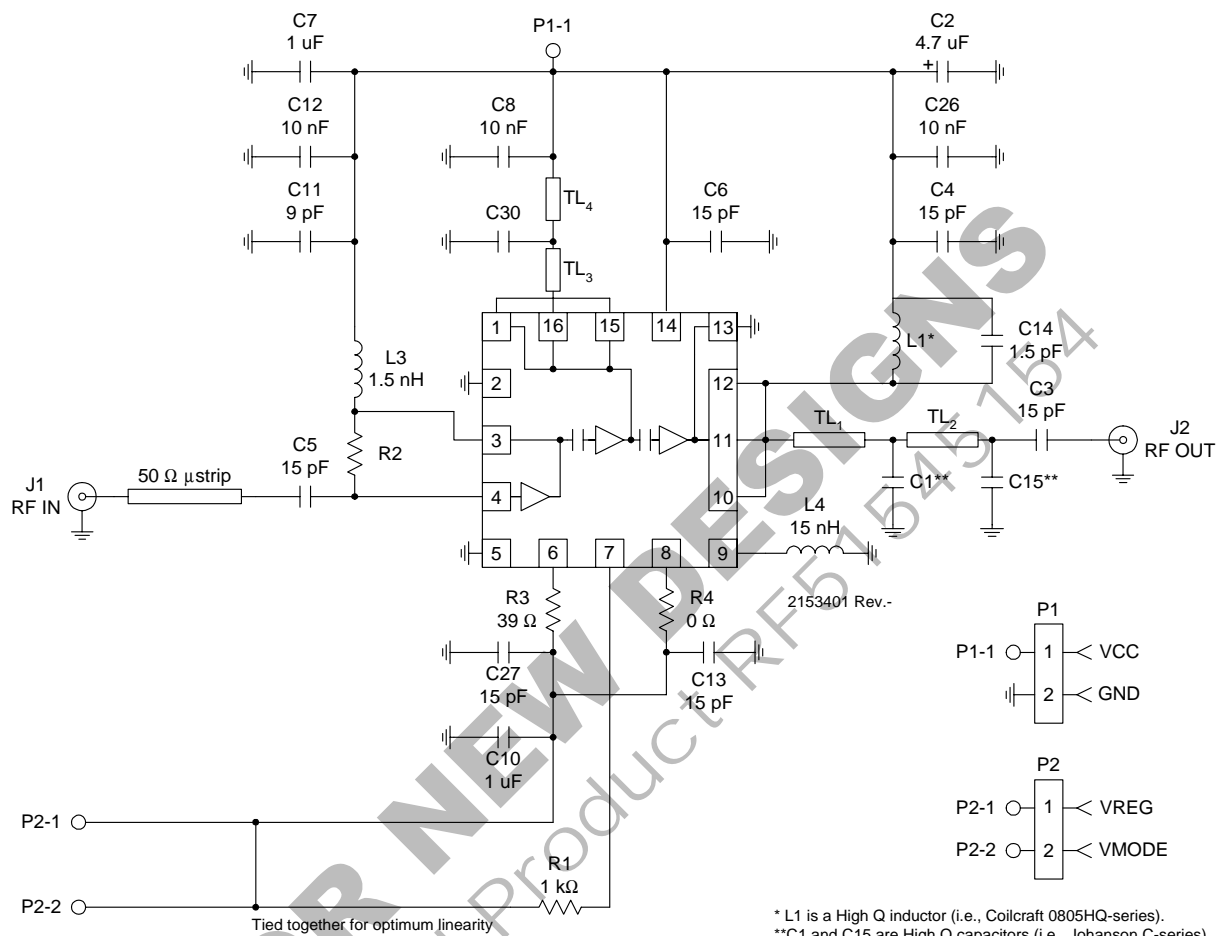 C7
1 uF
P1-1
C2
4.7 uF
+
C12
10 nF
C8
10 nF
C26
10 nF
C11
9 pF
C30
TL4
C6
15 pF
C4
15 pF
TL3
1
16
15
14
13
L3
1.5 nH
2
12
L1*
C14
1.5 pF
C3
15 pF
3
11
TL1
TL2
J2
RF OUT
R2
C5
15 pF
50 Ω µstrip
J1
RF IN
4
10
C1**
C15**
L4
15 nH
5
6
7
8
9
R3
39 Ω
R4
0 Ω
2153401 Rev.-
C27
15 pF
C13
15 pF
C10
1 uF
P1
P1-1
1
VCC
2
GND
P2
P2-1
1
VREG
P2-2
2
VMODE
P2-1
R1
1 kΩ
P2-2
Tied together for optimum linearity
* L1 is a High Q inductor (i.e., Coilcraft 0805HQ-series).
**C1 and C15 are High Q capacitors (i.e., Johanson C-series).
OR NEW DESIGNS
Product RF5154